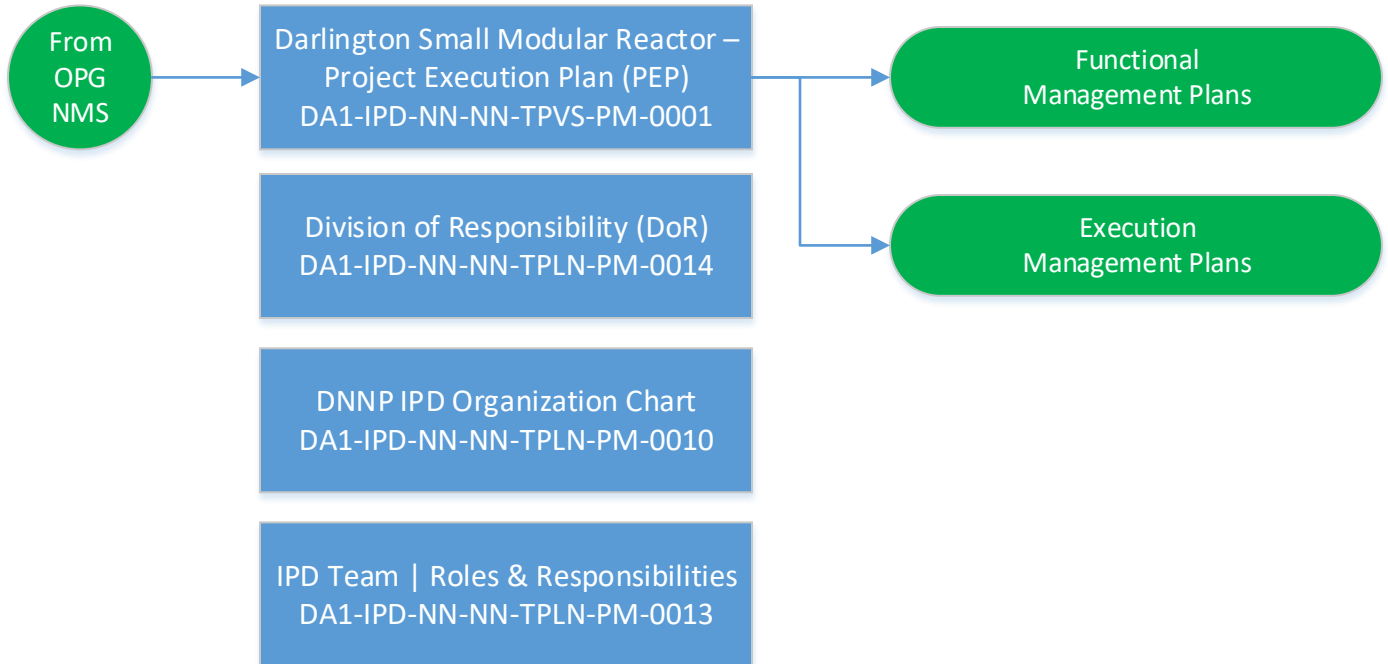 From
OPG
NMS
Darlington Small Modular Reactor –
Project Execution Plan (PEP)
DA1-IPD-NN-NN-TPVS-PM-0001
Functional
Management Plans
Division of Responsibility (DoR)
DA1-IPD-NN-NN-TPLN-PM-0014
Execution
Management Plans
DNNP IPD Organization Chart
DA1-IPD-NN-NN-TPLN-PM-0010
IPD Team | Roles & Responsibilities
DA1-IPD-NN-NN-TPLN-PM-0013